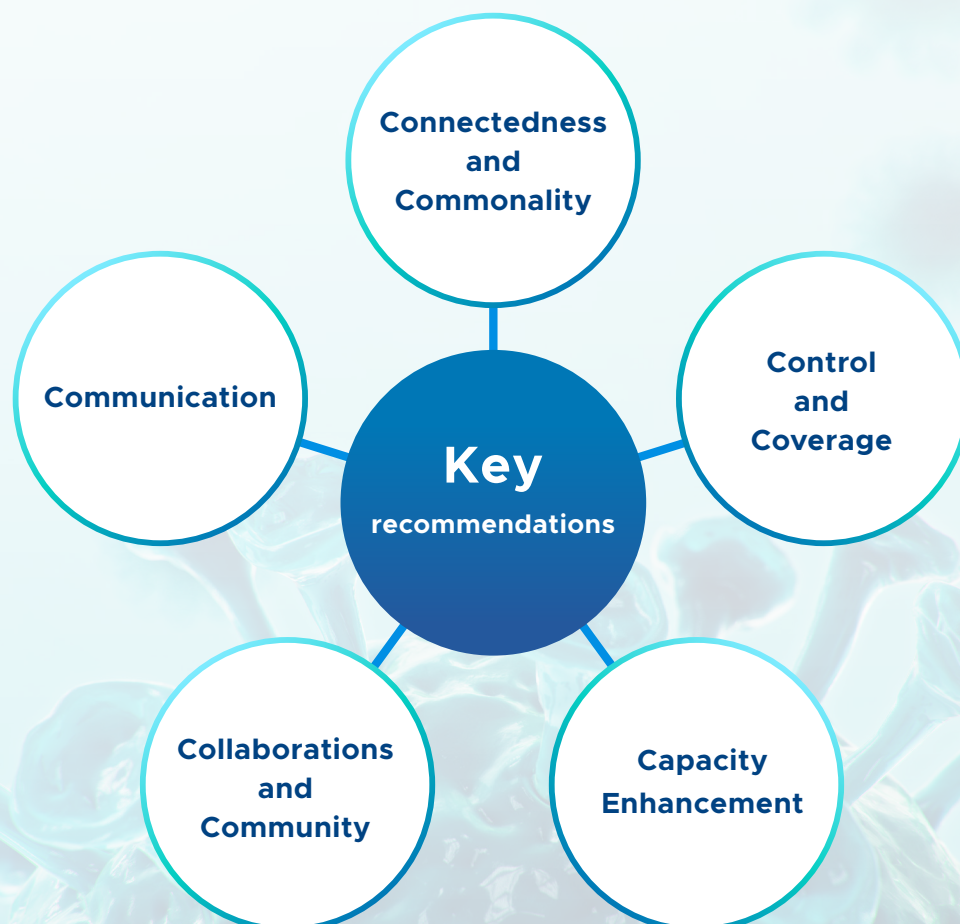 Connectedness
and
Commonality
Control
and
Coverage
Communication
Key
recommendations
Collaborations
and
Community
Capacity
Enhancement